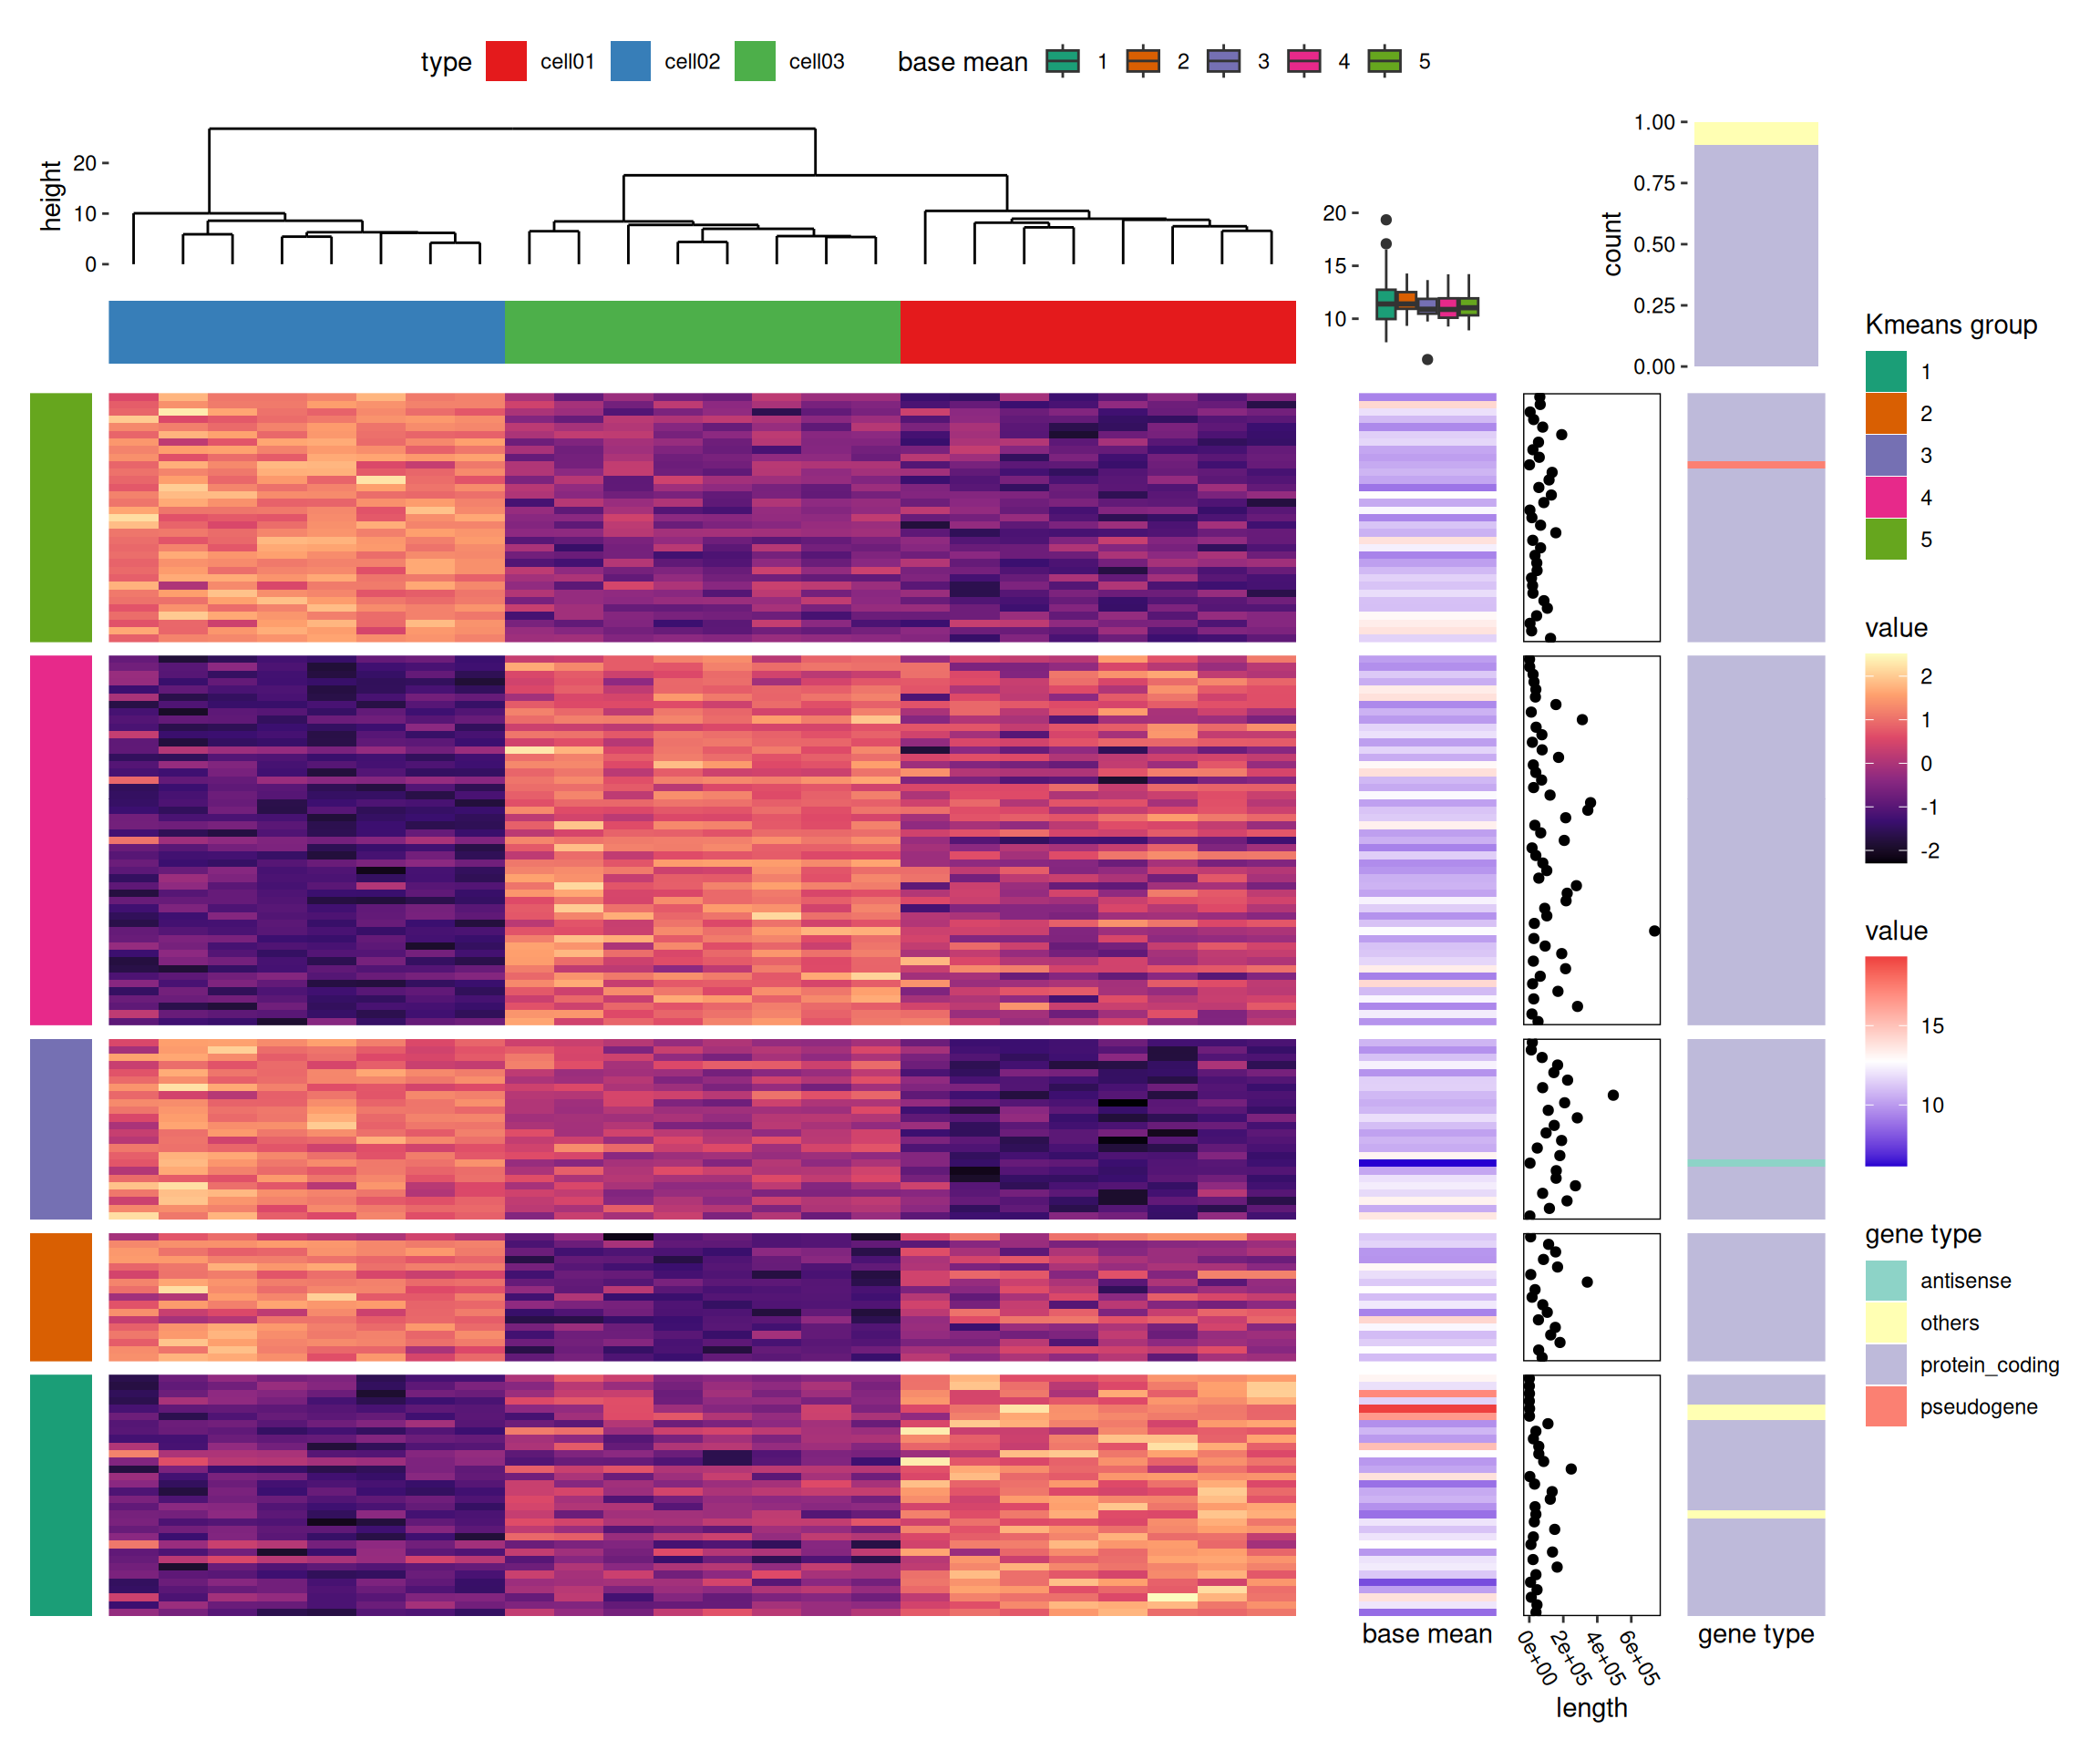 type cell01 cell02 cell03 base mean 1 2 3 4 5
height
20
10
0
20
15
10
count
1.00
0.75
0.50
0.25
0.00
Kmeans group
1
2
3
4
5
value
2
1
0
-1
-2
value
15
10
gene type
antisense
others
protein_coding
pseudogene
base mean
0e+00 2e+05 4e+05 6e+05
length
gene type